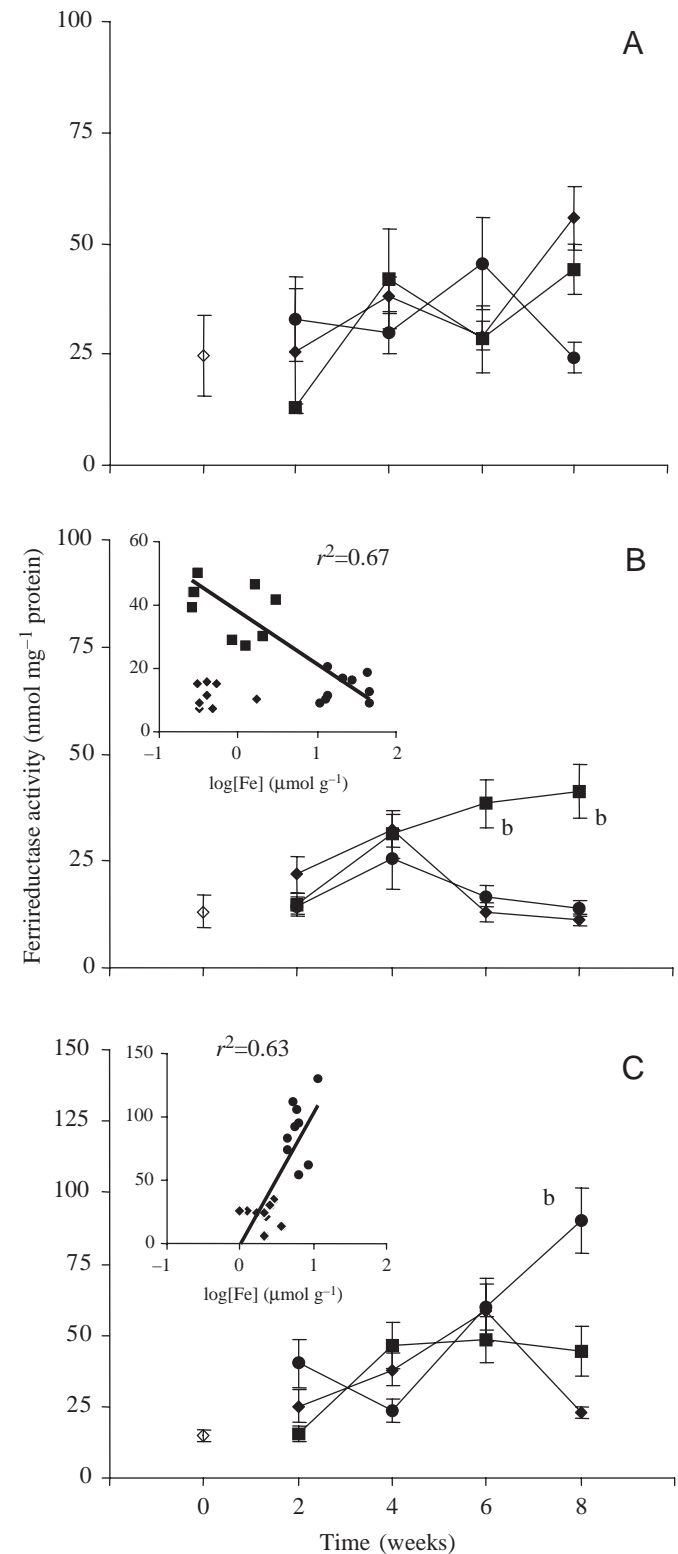 A
100
75
50
25
0
Ferrireductase activity (nmol mg⁻¹ protein)
B
100
75
50
25
0
r²=0.67
60
40
20
0
–1 0 1 2
log[Fe] (μmol g⁻¹)
b
b
C
150
125
100
75
50
25
0
r²=0.63
150
100
50
0
–1 0 1 2
log[Fe] (μmol g⁻¹)
b
0 2 4 6 8
Time (weeks)